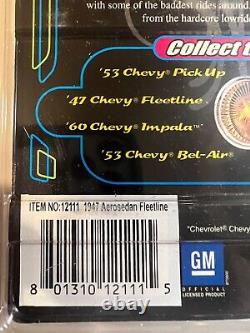 with some of the baddest rides around
from the hardcore lowride
Collect t
'53 Chevy® Pick Up
'47 Chevy® Fleetline
'60 Chevy® Impala™
'53 Chevy® Bel-Air®
ITEM NO:12111 1947 Aerosedan Fleetline
8 01310 12111 5
"Chevrolet® Chevy
GM
OFFICIAL
LICENSED PRODUCT